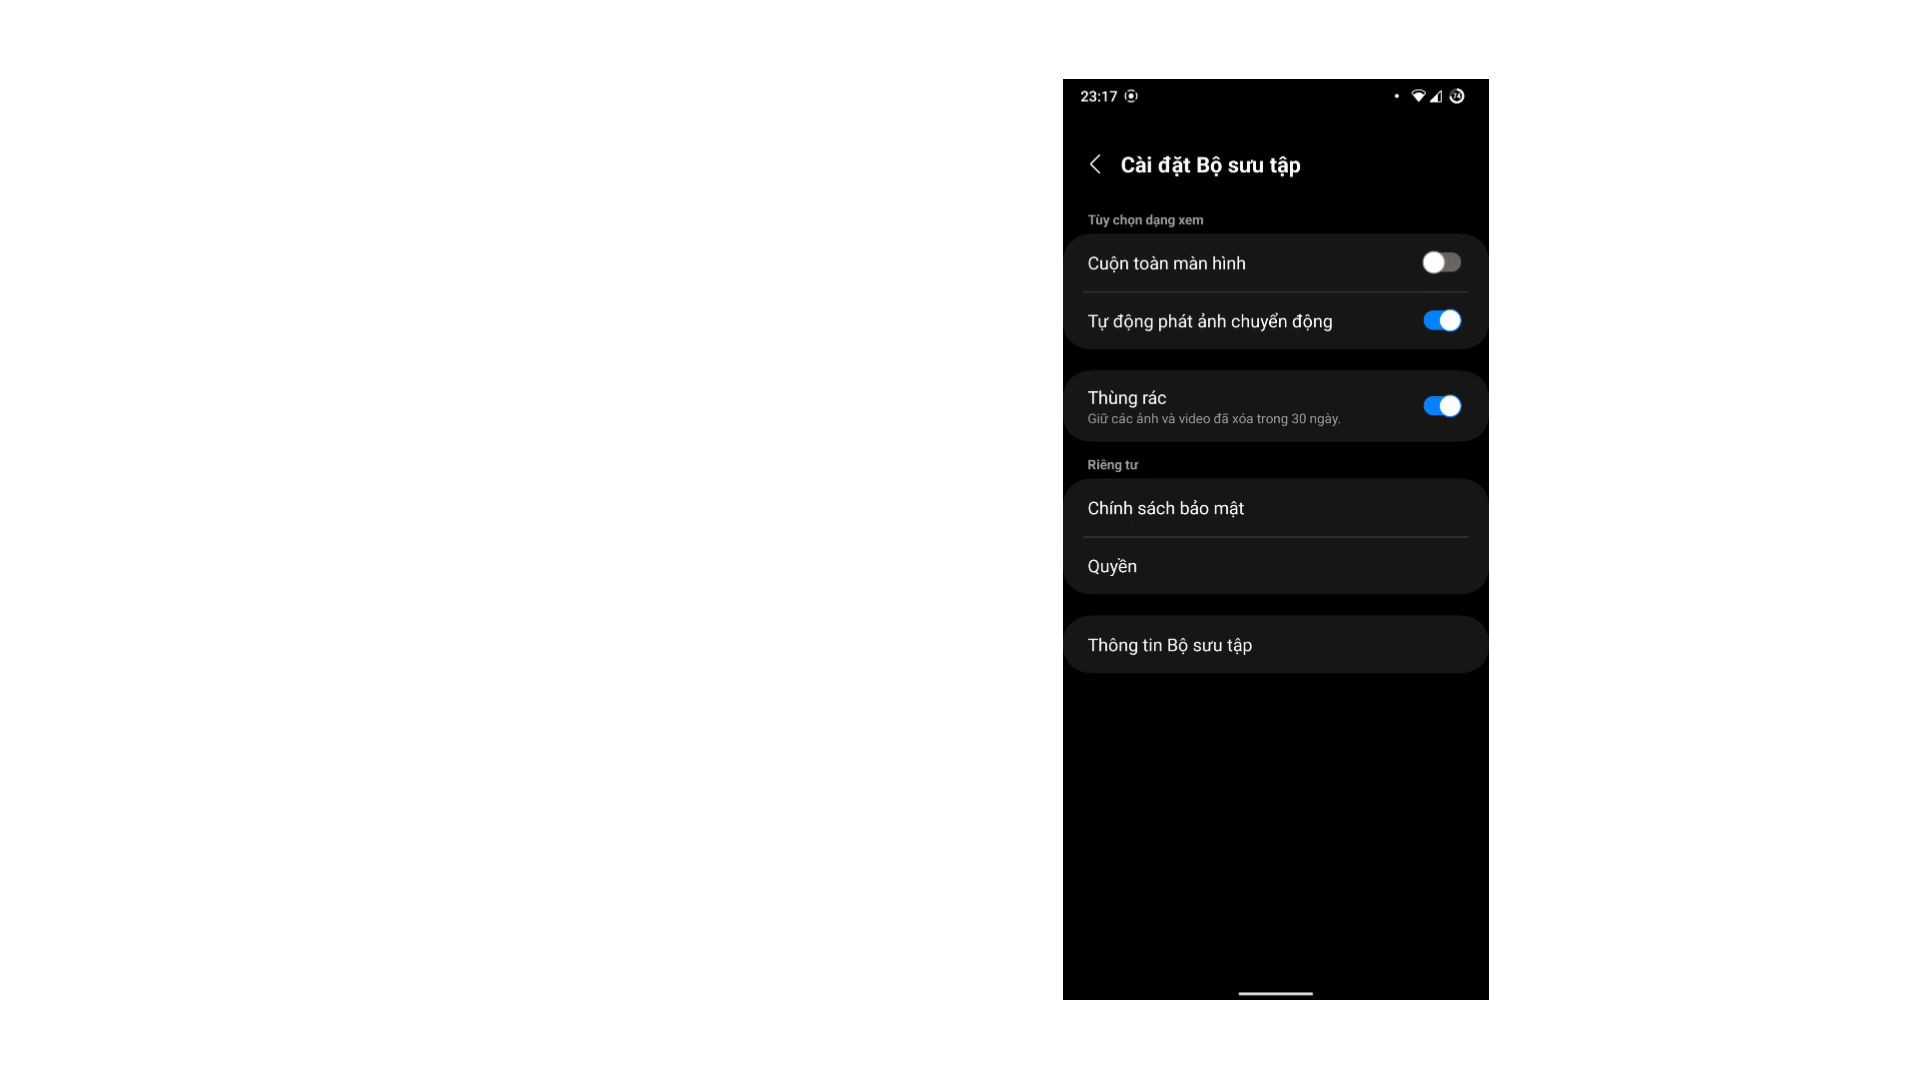 23:17
74
Cài đặt Bộ sưu tập
Tùy chọn dạng xem
Cuộn toàn màn hình
Tự động phát ảnh chuyển động
Thùng rác
Giữ các ảnh và video đã xóa trong 30 ngày.
Riêng tư
Chính sách bảo mật
Quyền
Thông tin Bộ sưu tập